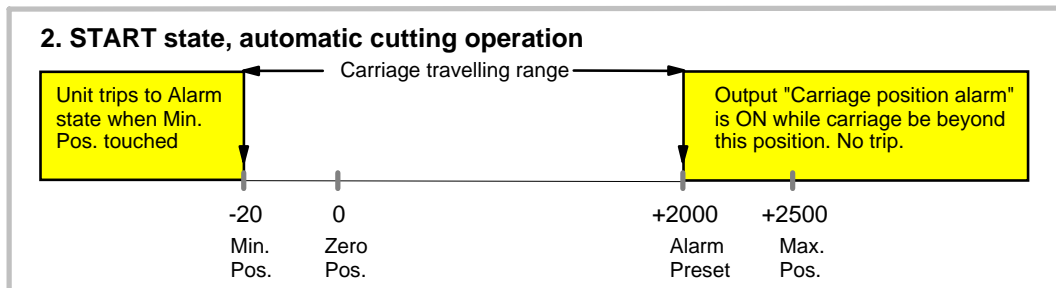 2. START state, automatic cutting operation
Carriage travelling range
Unit trips to Alarm
state when Min.
Pos. touched
Output "Carriage position alarm"
is ON while carriage be beyond
this position. No trip.
-20
0
+2000
+2500
Min.
Pos.
Zero
Pos.
Alarm
Preset
Max.
Pos.